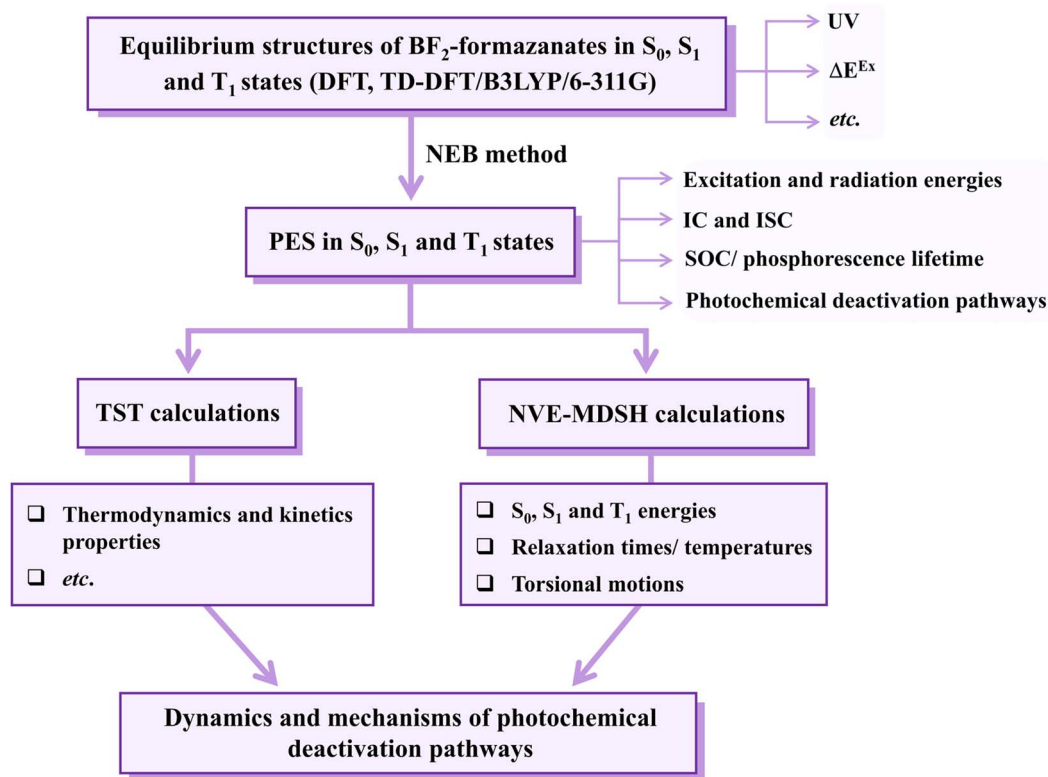 Equilibrium structures of BF₂-formazanates in S₀, S₁
and T₁ states (DFT, TD-DFT/B3LYP/6-311G)
UV
ΔE^Ex
etc.
NEB method
PES in S₀, S₁ and T₁ states
Excitation and radiation energies
IC and ISC
SOC/ phosphorescence lifetime
Photochemical deactivation pathways
TST calculations
NVE-MDSH calculations
❑ Thermodynamics and kinetics
properties
❑ etc.
❑ S₀, S₁ and T₁ energies
❑ Relaxation times/ temperatures
❑ Torsional motions
Dynamics and mechanisms of photochemical
deactivation pathways